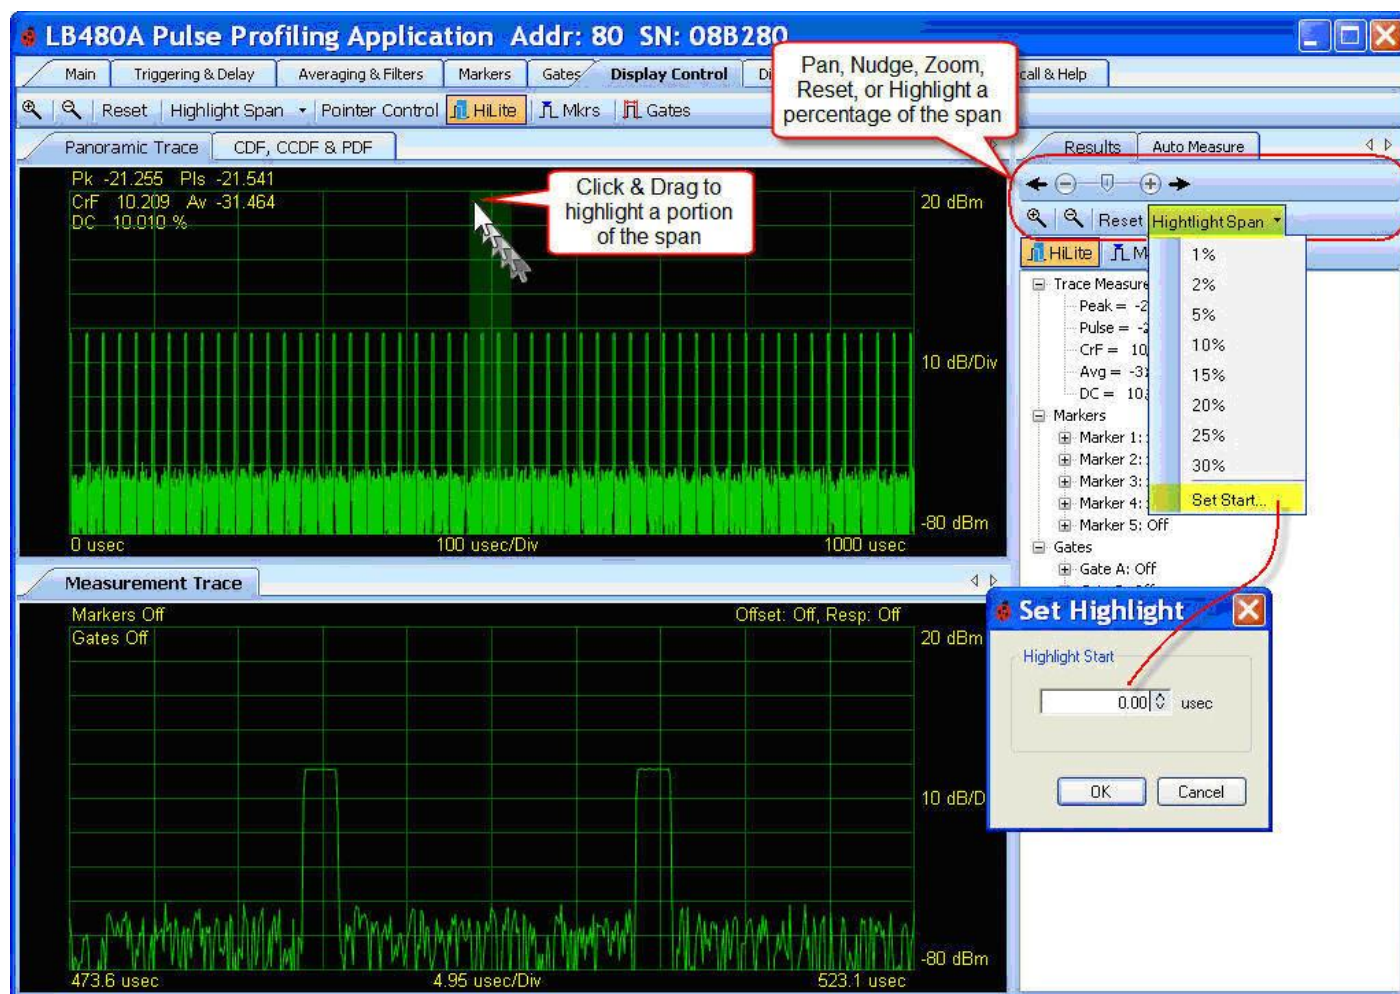 LB480A Pulse Profiling Application Addr: 80 SN: 08B280
Main Triggering & Delay Averaging & Filters Markers Gates Display Control Di call & Help
Pan, Nudge, Zoom,
Reset, or Highlight a
percentage of the span
Reset Highlight Span Pointer Control HiLite Mkrs Gates
Panoramic Trace CDF, CCDF & PDF
Pk -21.255 Pls -21.541
CrF 10.209 Av -31.464
DC 10.010 %
Click & Drag to
highlight a portion
of the span
20 dBm
10 dB/Div
-80 dBm
0 usec 100 usec/Div 1000 usec
Results Auto Measure
Reset Hightlight Span
HiLite M
1%
2%
5%
10%
15%
20%
25%
30%
Set Start...
Trace Measure
Peak = -2
Pulse = -2
CrF = 10
Avg = -3
DC = 10
Markers
Marker 1:
Marker 2:
Marker 3:
Marker 4:
Marker 5: Off
Gates
Gate A: Off
Measurement Trace
Markers Off Offset: Off, Resp: Off
Gates Off
20 dBm
10 dB/D
-80 dBm
473.6 usec 4.95 usec/Div 523.1 usec
Set Highlight
Highlight Start
0.00 usec
OK Cancel